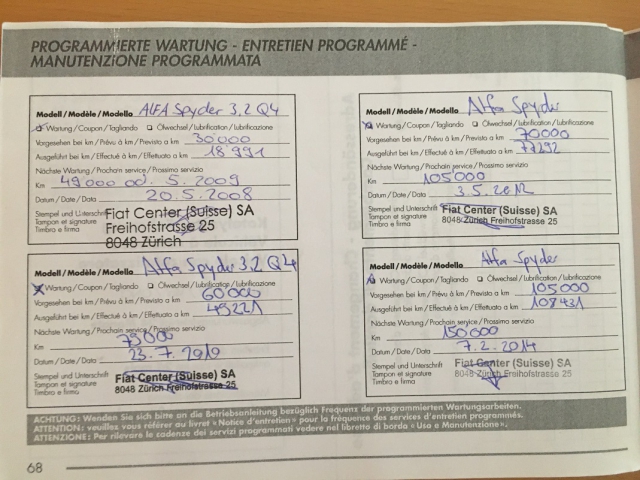 PROGRAMMIERTE WARTUNG - ENTRETIEN PROGRAMMÉ -
MANUTENZIONE PROGRAMMATA
Modell / Modèle / Modello ALFA Spyder 3,2 Q4
Wartung / Coupon / Tagliando Ölwechsel / Lubrification / Lubrificazione
Vorgesehen bei km / Prévu à km / Previsto a km 30000
Ausgeführt bei km / Effectué à km / Effettuato a km 18991
Nächste Wartung / Prochain service / Prossimo servizio
Km 49000 od. 5. 2009
Datum / Date / Data 20.5.2008
Stempel und Unterschrift
Tampon et signature
Timbro e firma
Fiat Center (Suisse) SA
Freihofstrasse 25
8048 Zürich
Modell / Modèle / Modello Alfa Spyder 3,2 Q4
Wartung / Coupon / Tagliando Ölwechsel / Lubrification / Lubrificazione
Vorgesehen bei km / Prévu à km / Previsto a km 60000
Ausgeführt bei km / Effectué à km / Effettuato a km 49221
Nächste Wartung / Prochain service / Prossimo servizio
Km 79000
Datum / Date / Data 23.7.2010
Stempel und Unterschrift
Tampon et signature
Timbro e firma
Fiat Center (Suisse) SA
8048 Zürich Freihofstrasse 25
Modell / Modèle / Modello Alfa Spyder
Wartung / Coupon / Tagliando Ölwechsel / Lubrification / Lubrificazione
Vorgesehen bei km / Prévu à km / Previsto a km 70000
Ausgeführt bei km / Effectué à km / Effettuato a km 77292
Nächste Wartung / Prochain service / Prossimo servizio
Km 105000
Datum / Date / Data 3.5.2012
Stempel und Unterschrift
Tampon et signature
Timbro e firma
Fiat Center (Suisse) SA
8048 Zürich Freihofstrasse 25
Modell / Modèle / Modello Alfa Spyder
Wartung / Coupon / Tagliando Ölwechsel / Lubrification / Lubrificazione
Vorgesehen bei km / Prévu à km / Previsto a km 105000
Ausgeführt bei km / Effectué à km / Effettuato a km 108431
Nächste Wartung / Prochain service / Prossimo servizio
Km 150000
Datum / Date / Data 7.2.2014
Stempel und Unterschrift
Tampon et signature
Timbro e firma
Fiat Center (Suisse) SA
8048 Zürich Freihofstrasse 25
ACHTUNG: Wenden Sie sich bitte an die Betriebsanleitung bezüglich Frequenz der programmierten Wartungsarbeiten.
ATTENTION: veuillez vous référer au livret « Notice d'entretien » pour la fréquence des services d'entretien programmés.
ATTENZIONE: Per rilevare le cadenze dei servizi programmati vedere nel libretto di bordo « Uso e Manutenzione ».
68